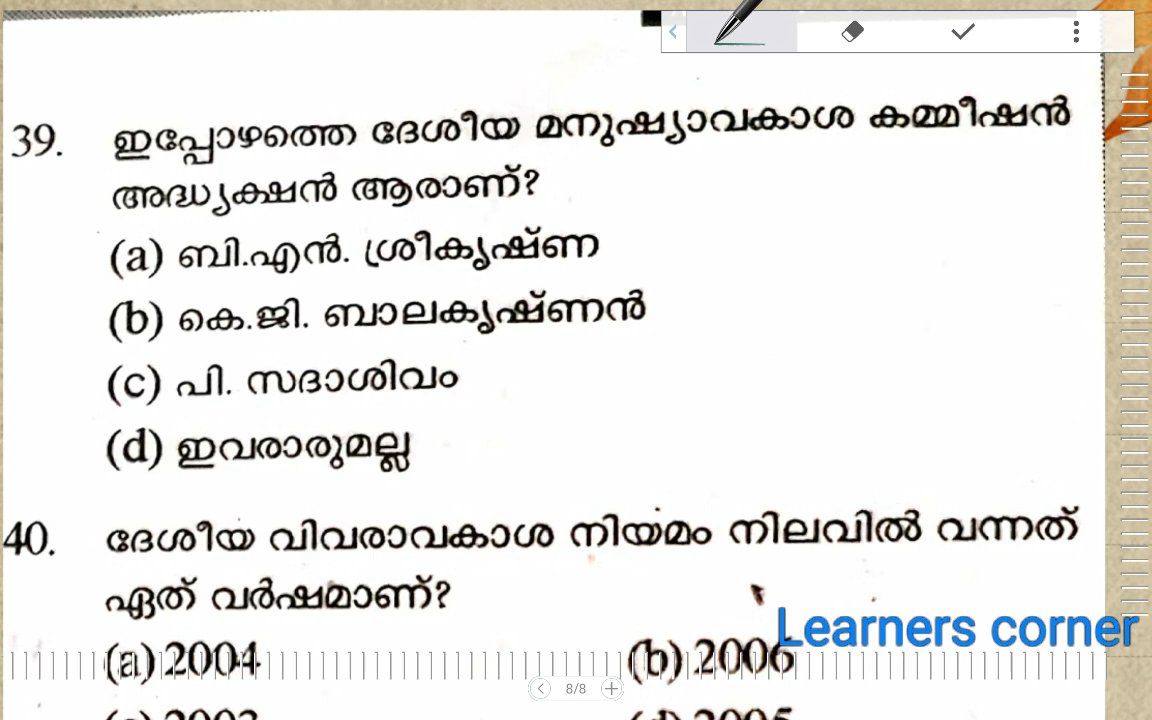 39. ഇപ്പോഴത്തെ ദേശീയ മനുഷ്യാവകാശ കമ്മീഷൻ
അദ്ധ്യക്ഷൻ ആരാണ്?
(a) ബി.എൻ. ശ്രീകൃഷ്ണ
(b) കെ.ജി. ബാലകൃഷ്ണൻ
(c) പി. സദാശിവം
(d) ഇവരാരുമല്ല
40. ദേശീയ വിവരാവകാശ നിയമം നിലവിൽ വന്നത്
ഏത് വർഷമാണ്?
Learners corner
(a) 2004 (b) 2006
8/8